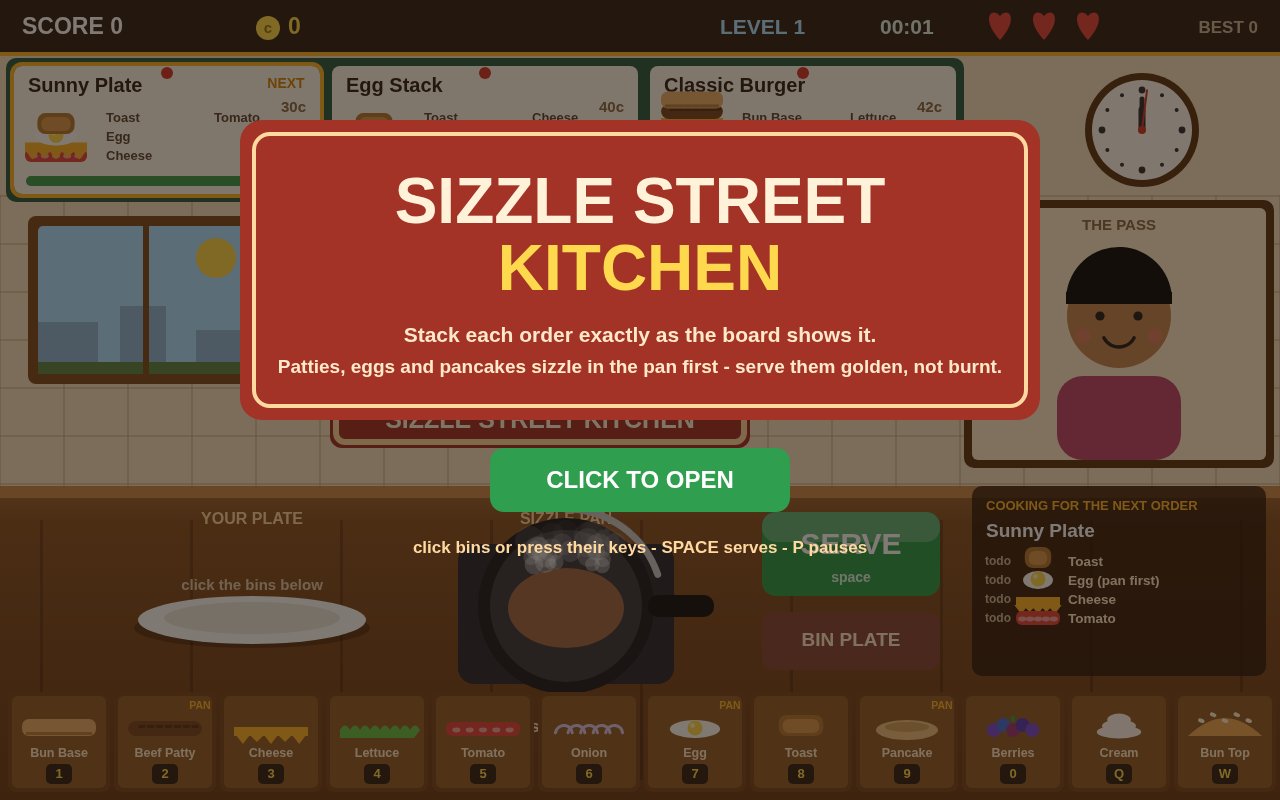 SCORE 0
c 0
LEVEL 1
00:01
BEST 0
Sunny Plate
NEXT
30c
Toast
Tomato
Egg
Cheese
Egg Stack
40c
Toast
Cheese
Classic Burger
42c
Bun Base
Lettuce
THE PASS
SIZZLE STREET
KITCHEN
Stack each order exactly as the board shows it.
Patties, eggs and pancakes sizzle in the pan first - serve them golden, not burnt.
SIZZLE STREET KITCHEN
CLICK TO OPEN
click bins or press their keys - SPACE serves - P pauses
YOUR PLATE
click the bins below
SIZZLE PAN
SERVE
space
BIN PLATE
COOKING FOR THE NEXT ORDER
Sunny Plate
todo Toast
todo Egg (pan first)
todo Cheese
todo Tomato
Bun Base
1
PAN
Beef Patty
2
Cheese
3
Lettuce
4
Tomato
5
Onion
6
PAN
Egg
7
Toast
8
PAN
Pancake
9
Berries
0
Cream
Q
Bun Top
W